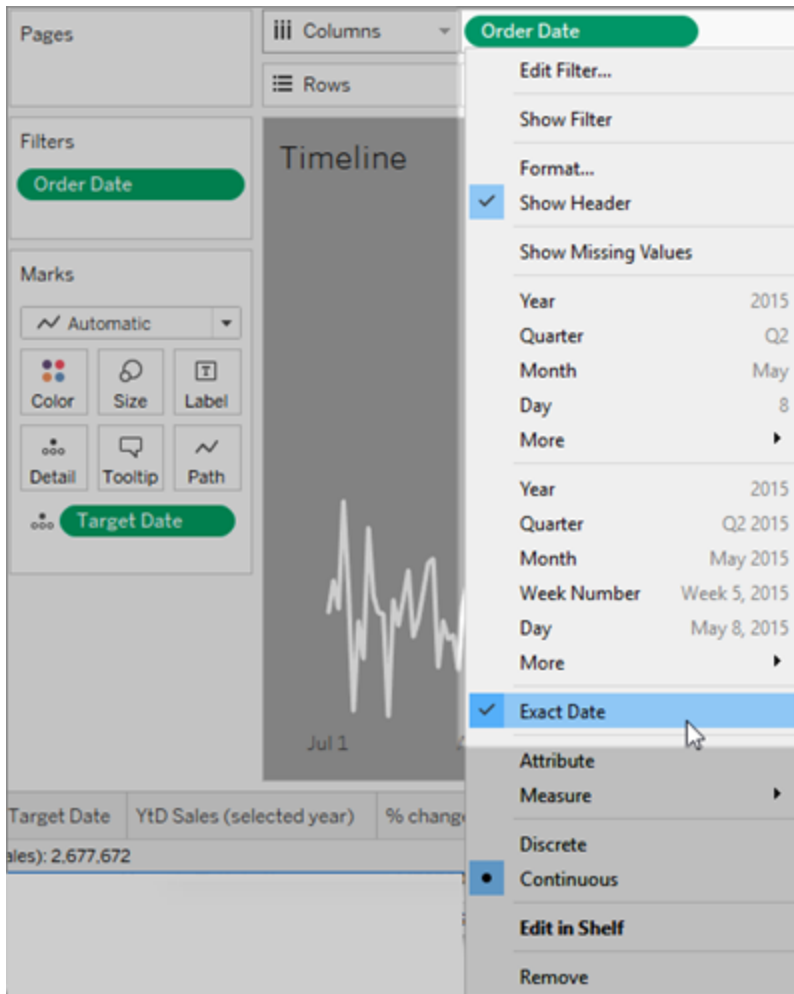 Pages
Columns
Order Date
Rows
Filters
Order Date
Marks
Automatic
Color Size Label
Detail Tooltip Path
Target Date
Timeline
Jul 1
Target Date YtD Sales (selected year)
2,677,672
Edit Filter...
Show Filter
Format...
Show Header
Show Missing Values
Year 2015
Quarter Q2
Month May
Day 8
More
Year 2015
Quarter Q2 2015
Month May 2015
Week Number Week 5, 2015
Day May 8, 2015
More
Exact Date
Attribute
Measure
Discrete
Continuous
Edit in Shelf
Remove